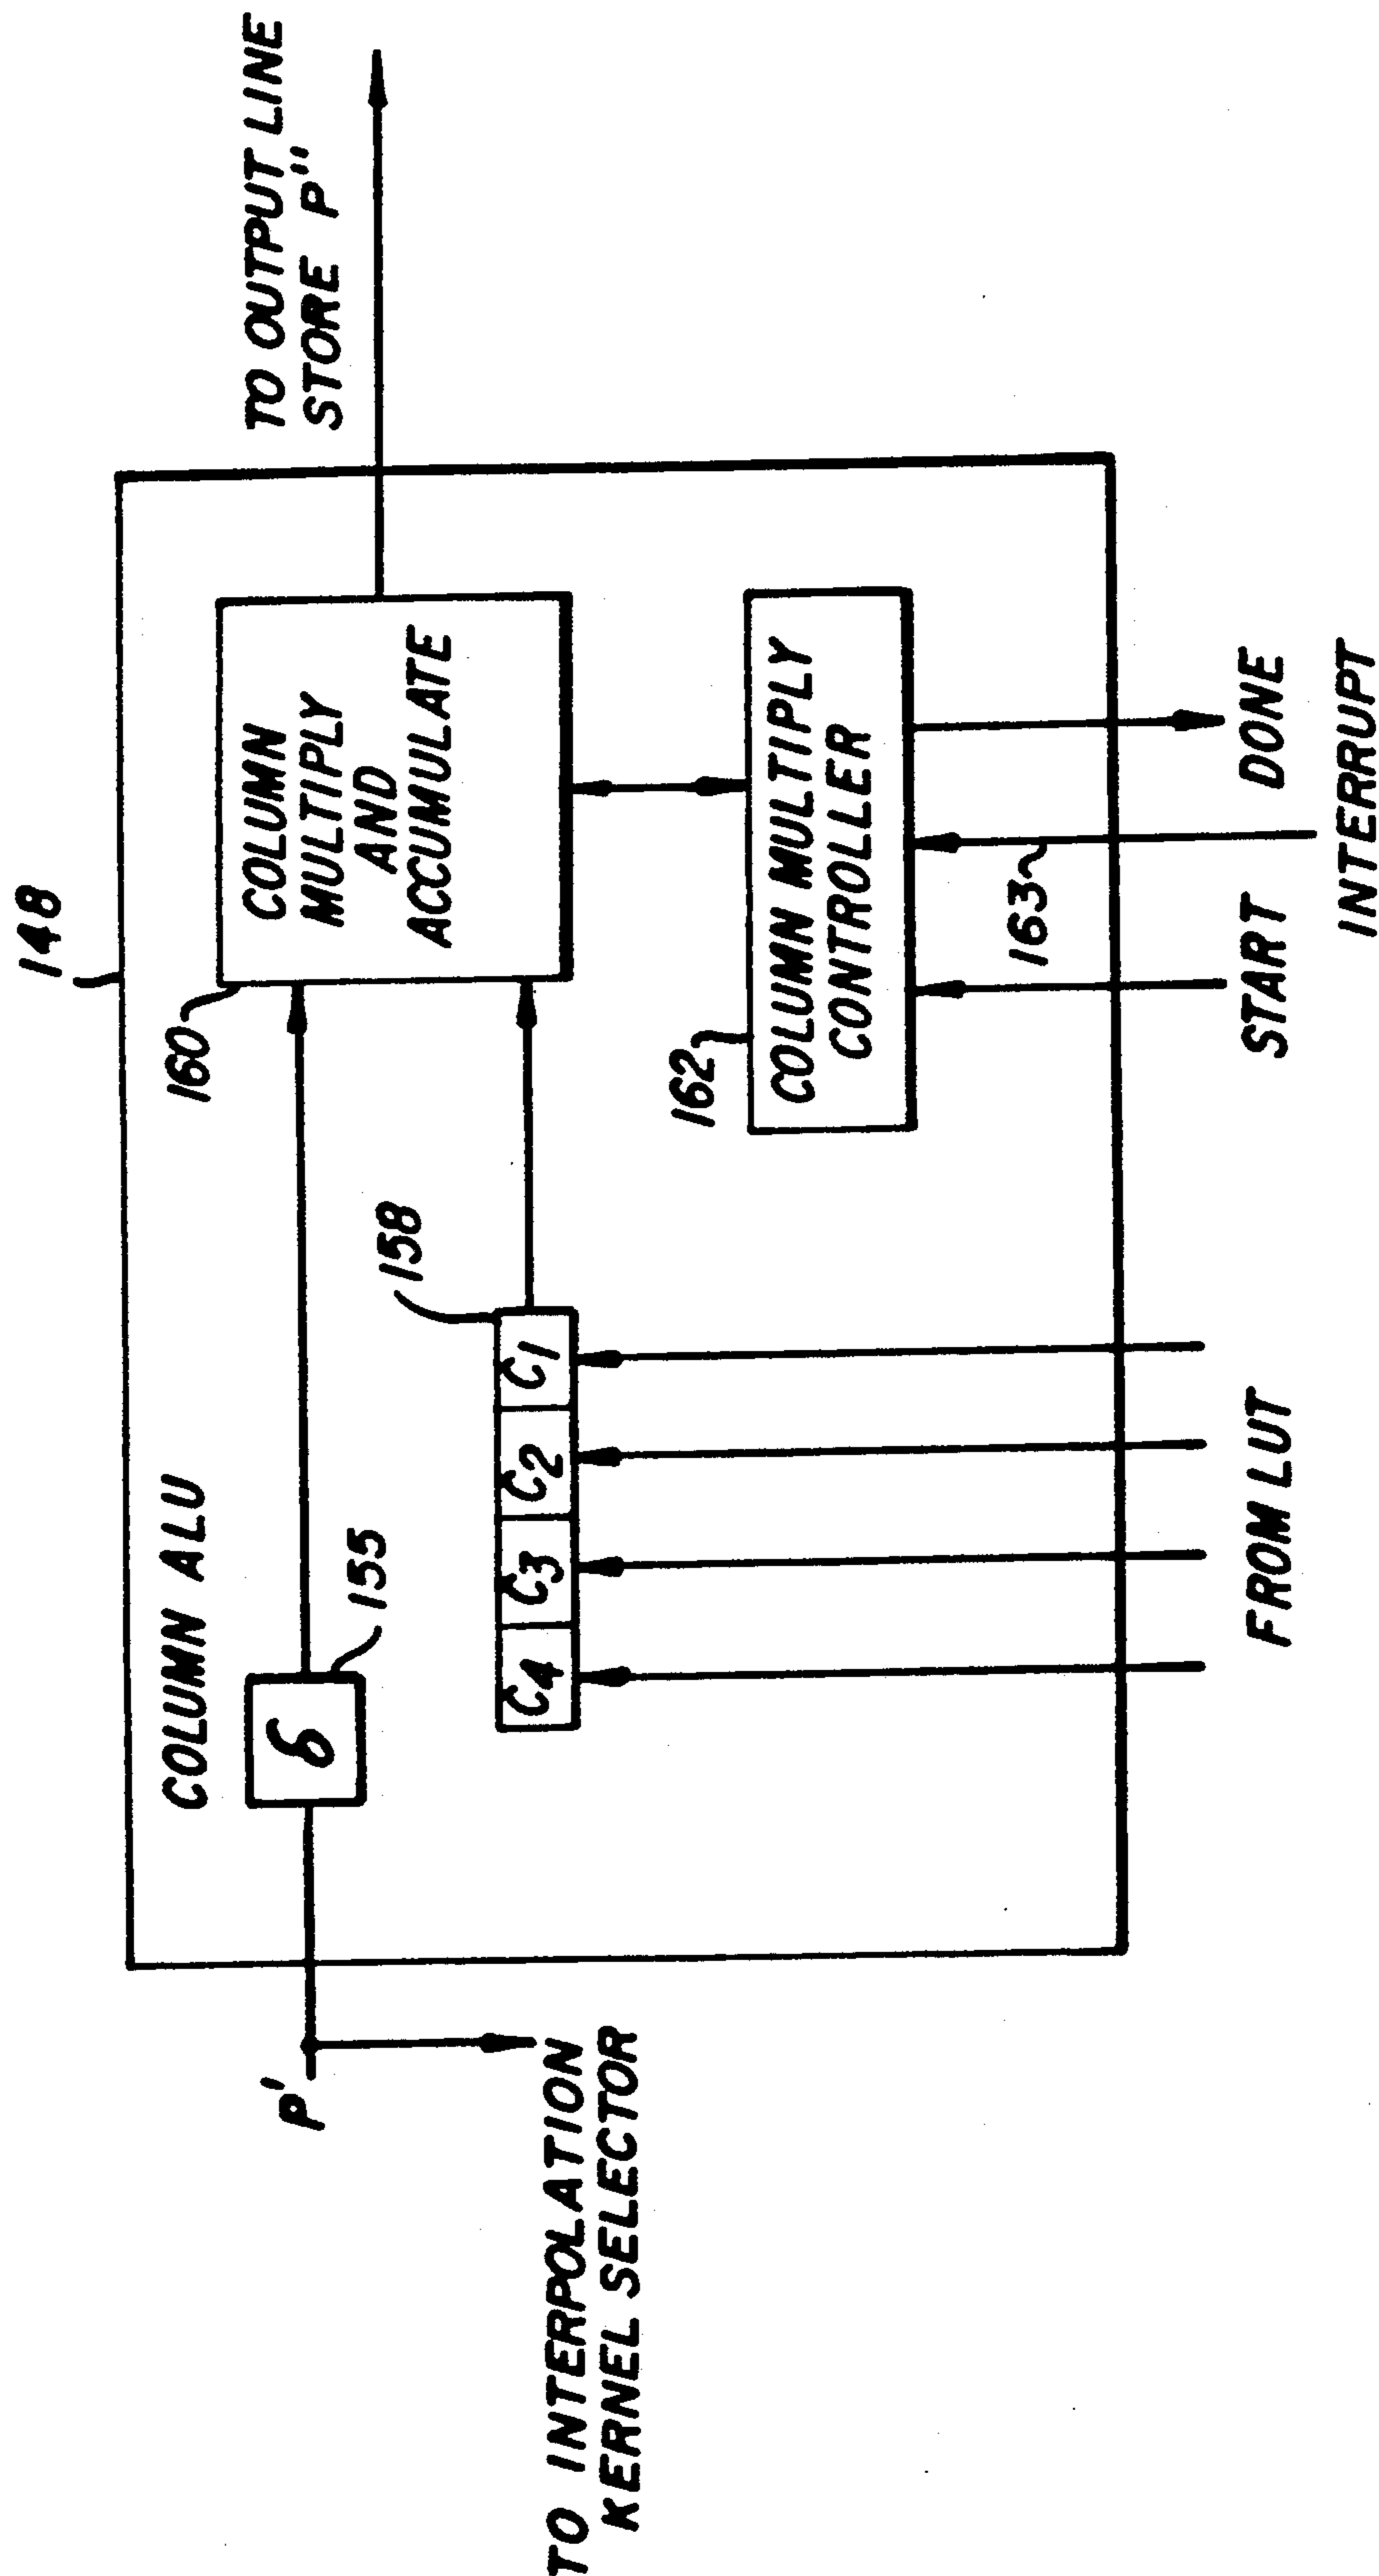 148
COLUMN ALU
TO OUTPUT LINE
STORE P''
P'
δ
155
160
COLUMN
MULTIPLY
AND
ACCUMULATE
158
C4 C3 C2 C1
162
COLUMN MULTIPLY
CONTROLLER
163
TO INTERPOLATION
KERNEL SELECTOR
FROM LUT
START
DONE
INTERRUPT